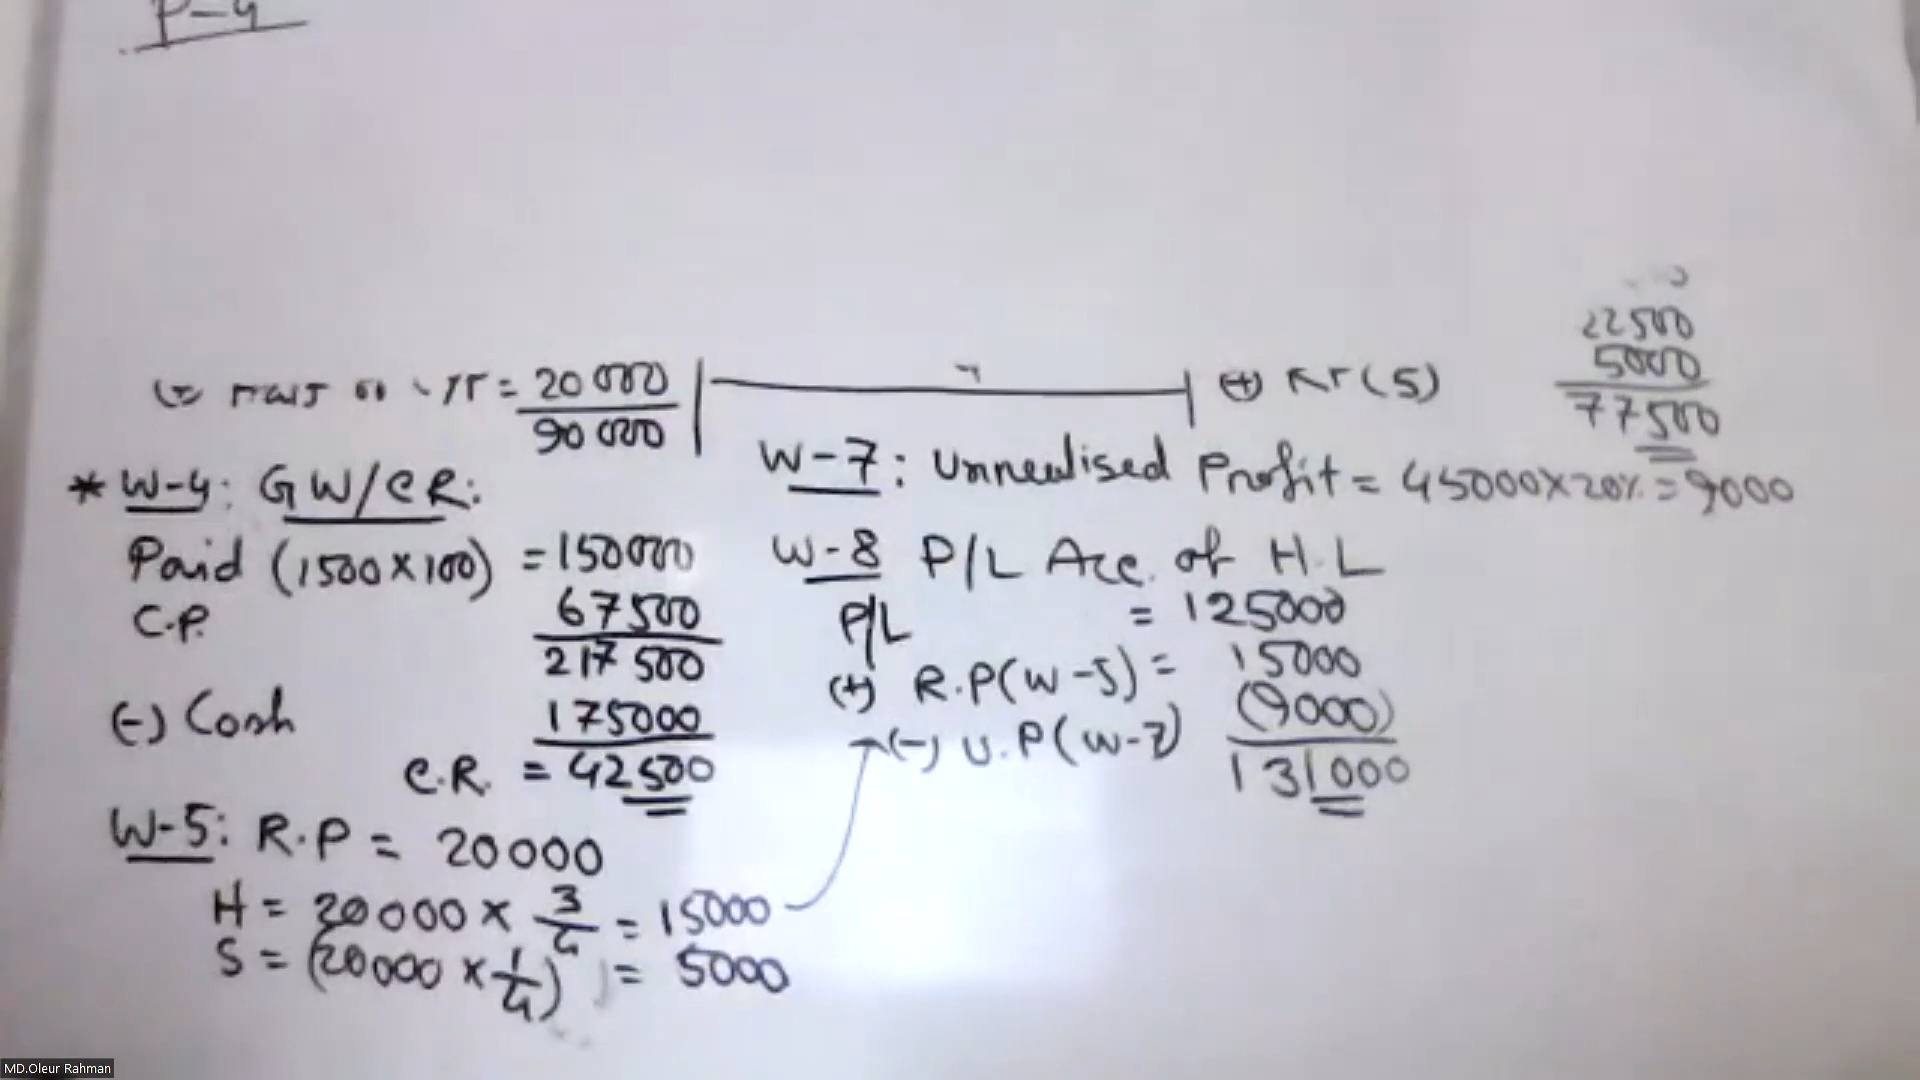 P-4
= 20000
90000
* W-4: GW/CR:
Paid (1500×100) = 150000
C.P. 67500
217500
(-) Cash 175000
C.R. = 42500
W-5: R.P = 20000
H = 20000 × 3/4 = 15000
S = (20000 × 1/4) = 5000
22500
(+) (5) 5000
77500
W-7: Unrealised Profit = 45000×20% = 9000
W-8 P/L Acc. of H.L
P/L = 125000
(+) R.P(W-5) = 15000
(-) U.P(W-7) (9000)
131000
MD.Oleur Rahman